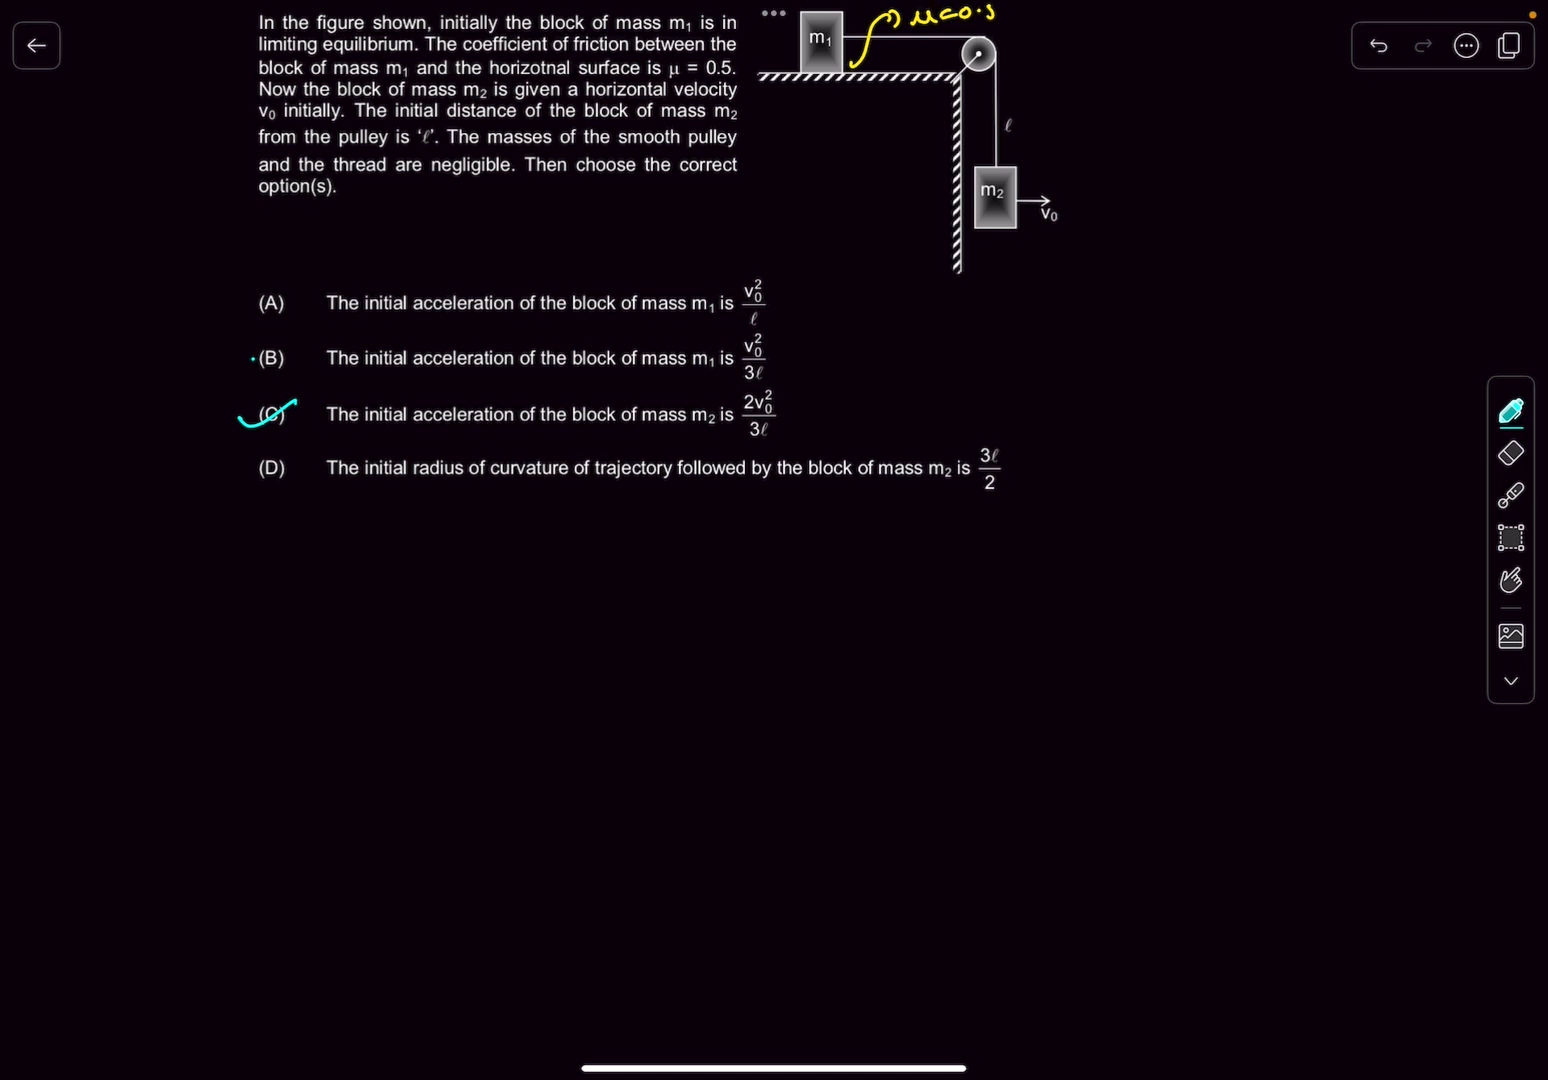 In the figure shown, initially the block of mass m₁ is in
limiting equilibrium. The coefficient of friction between the
block of mass m₁ and the horizotnal surface is μ = 0.5.
Now the block of mass m₂ is given a horizontal velocity
v₀ initially. The initial distance of the block of mass m₂
from the pulley is ‘ℓ’. The masses of the smooth pulley
and the thread are negligible. Then choose the correct
option(s).
m₁
μ=0.5
ℓ
m₂
v₀
(A) The initial acceleration of the block of mass m₁ is v₀²/ℓ
(B) The initial acceleration of the block of mass m₁ is v₀²/3ℓ
(C) The initial acceleration of the block of mass m₂ is 2v₀²/3ℓ
(D) The initial radius of curvature of trajectory followed by the block of mass m₂ is 3ℓ/2